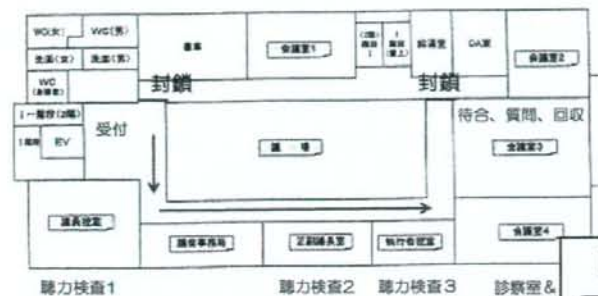 WC(女)
WC(男)
書庫
会議室1
給湯室
OA室
会議室2
洗面(女)
洗面(男)
WC
封鎖
封鎖
受付
EV
待合、質問、回収
議 場
会議室3
議長控室
議会事務局
正副議長室
執行者控室
会議室4
聴力検査1
聴力検査2
聴力検査3
診察室&